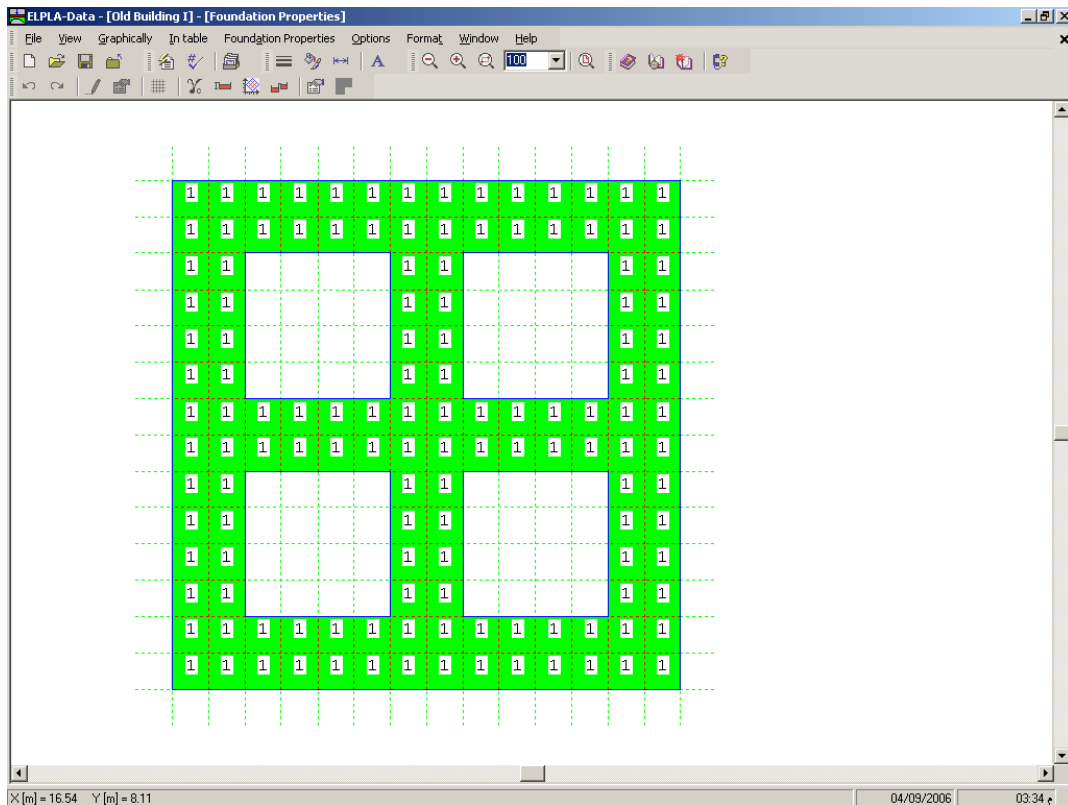 ELPLA-Data - [Old Building I] - [Foundation Properties]
File View Graphically In table Foundation Properties Options Format Window Help
A 100
1 1 1 1 1 1 1 1 1 1 1 1 1 1
1 1 1 1 1 1 1 1 1 1 1 1 1 1
1 1 1 1 1 1
1 1 1 1 1 1
1 1 1 1 1 1
1 1 1 1 1 1
1 1 1 1 1 1 1 1 1 1 1 1 1 1
1 1 1 1 1 1 1 1 1 1 1 1 1 1
1 1 1 1 1 1
1 1 1 1 1 1
1 1 1 1 1 1
1 1 1 1 1 1
1 1 1 1 1 1 1 1 1 1 1 1 1 1
1 1 1 1 1 1 1 1 1 1 1 1 1 1
X [m] = 16.54 Y [m] = 8.11 04/09/2006 03:34 م